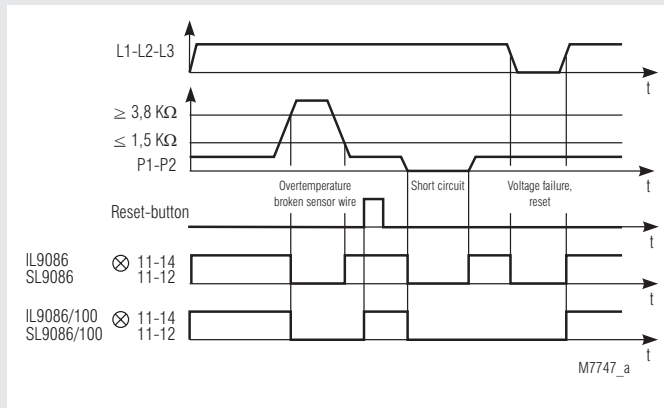 L1-L2-L3
t
≥ 3,8 KΩ
≤ 1,5 KΩ
P1-P2
t
Overtemperature
broken sensor wire
Short circuit
Voltage failure,
reset
Reset-button
t
IL9086
SL9086
11-14
11-12
t
IL9086/100
SL9086/100
11-14
11-12
t
M7747_a